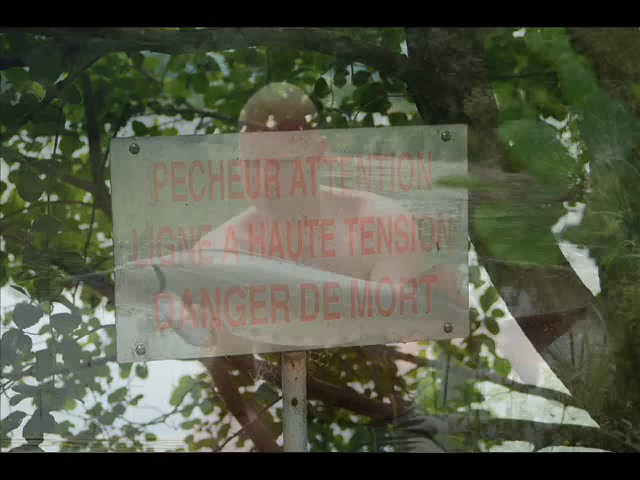 PECHEUR ATTENTION
LIGNE A HAUTE TENSION
DANGER DE MORT